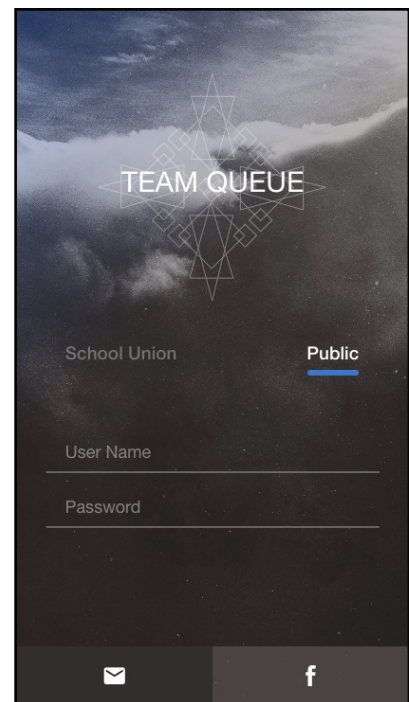 TEAM QUEUE
School Union Public
User Name
Password
f